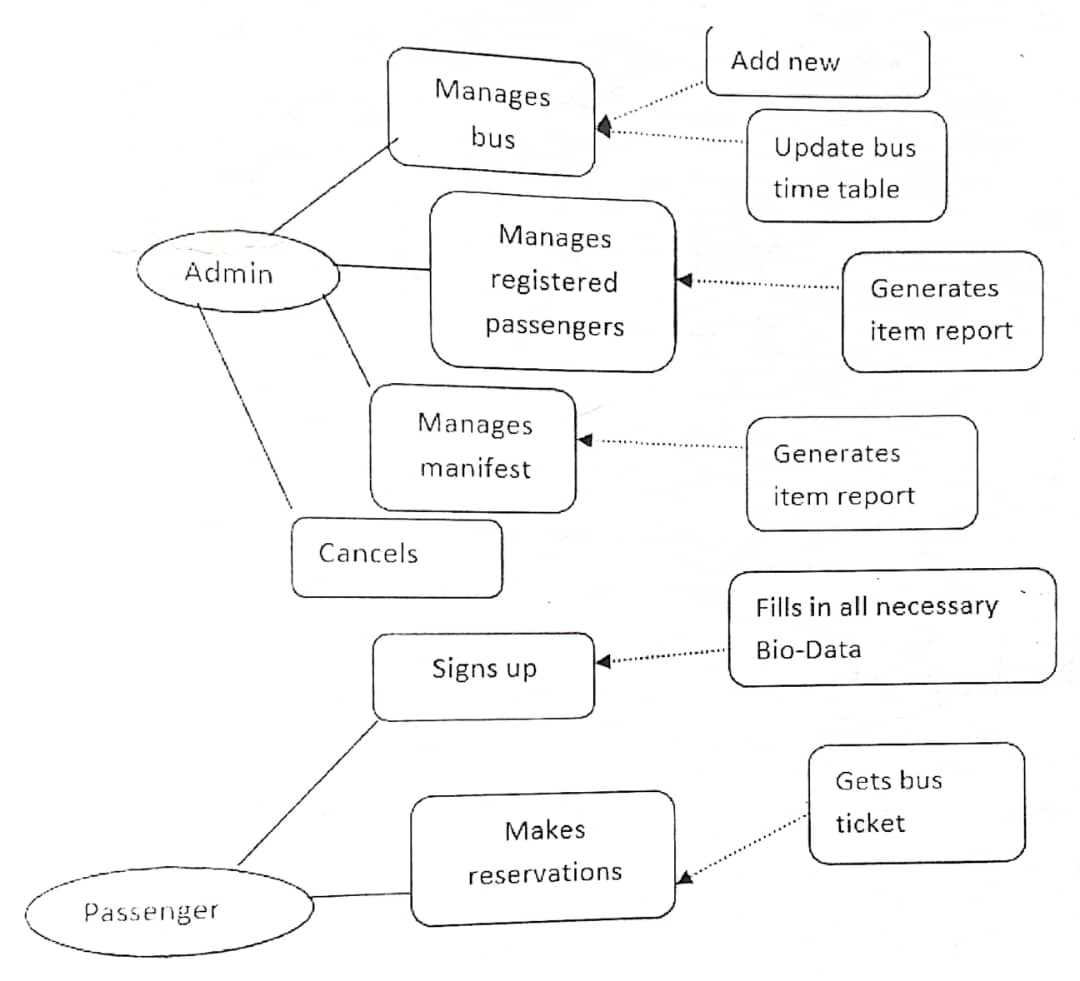 Add new
Manages
bus
Update bus
time table
Admin
Manages
registered
passengers
Generates
item report
Manages
manifest
Generates
item report
Cancels
Fills in all necessary
Bio-Data
Signs up
Gets bus
ticket
Makes
reservations
Passenger